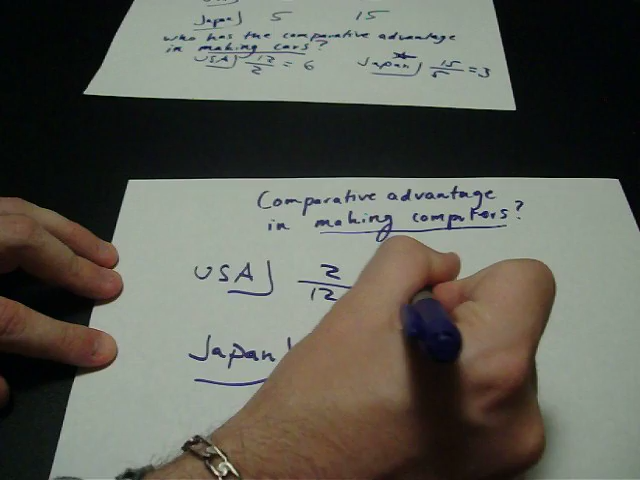 Japan 5 15
who has the comparative advantage
in making cars?
USA 12/2 = 6 Japan 15/5 = 3
Comparative advantage
in making computers?
USA 2/12
Japan